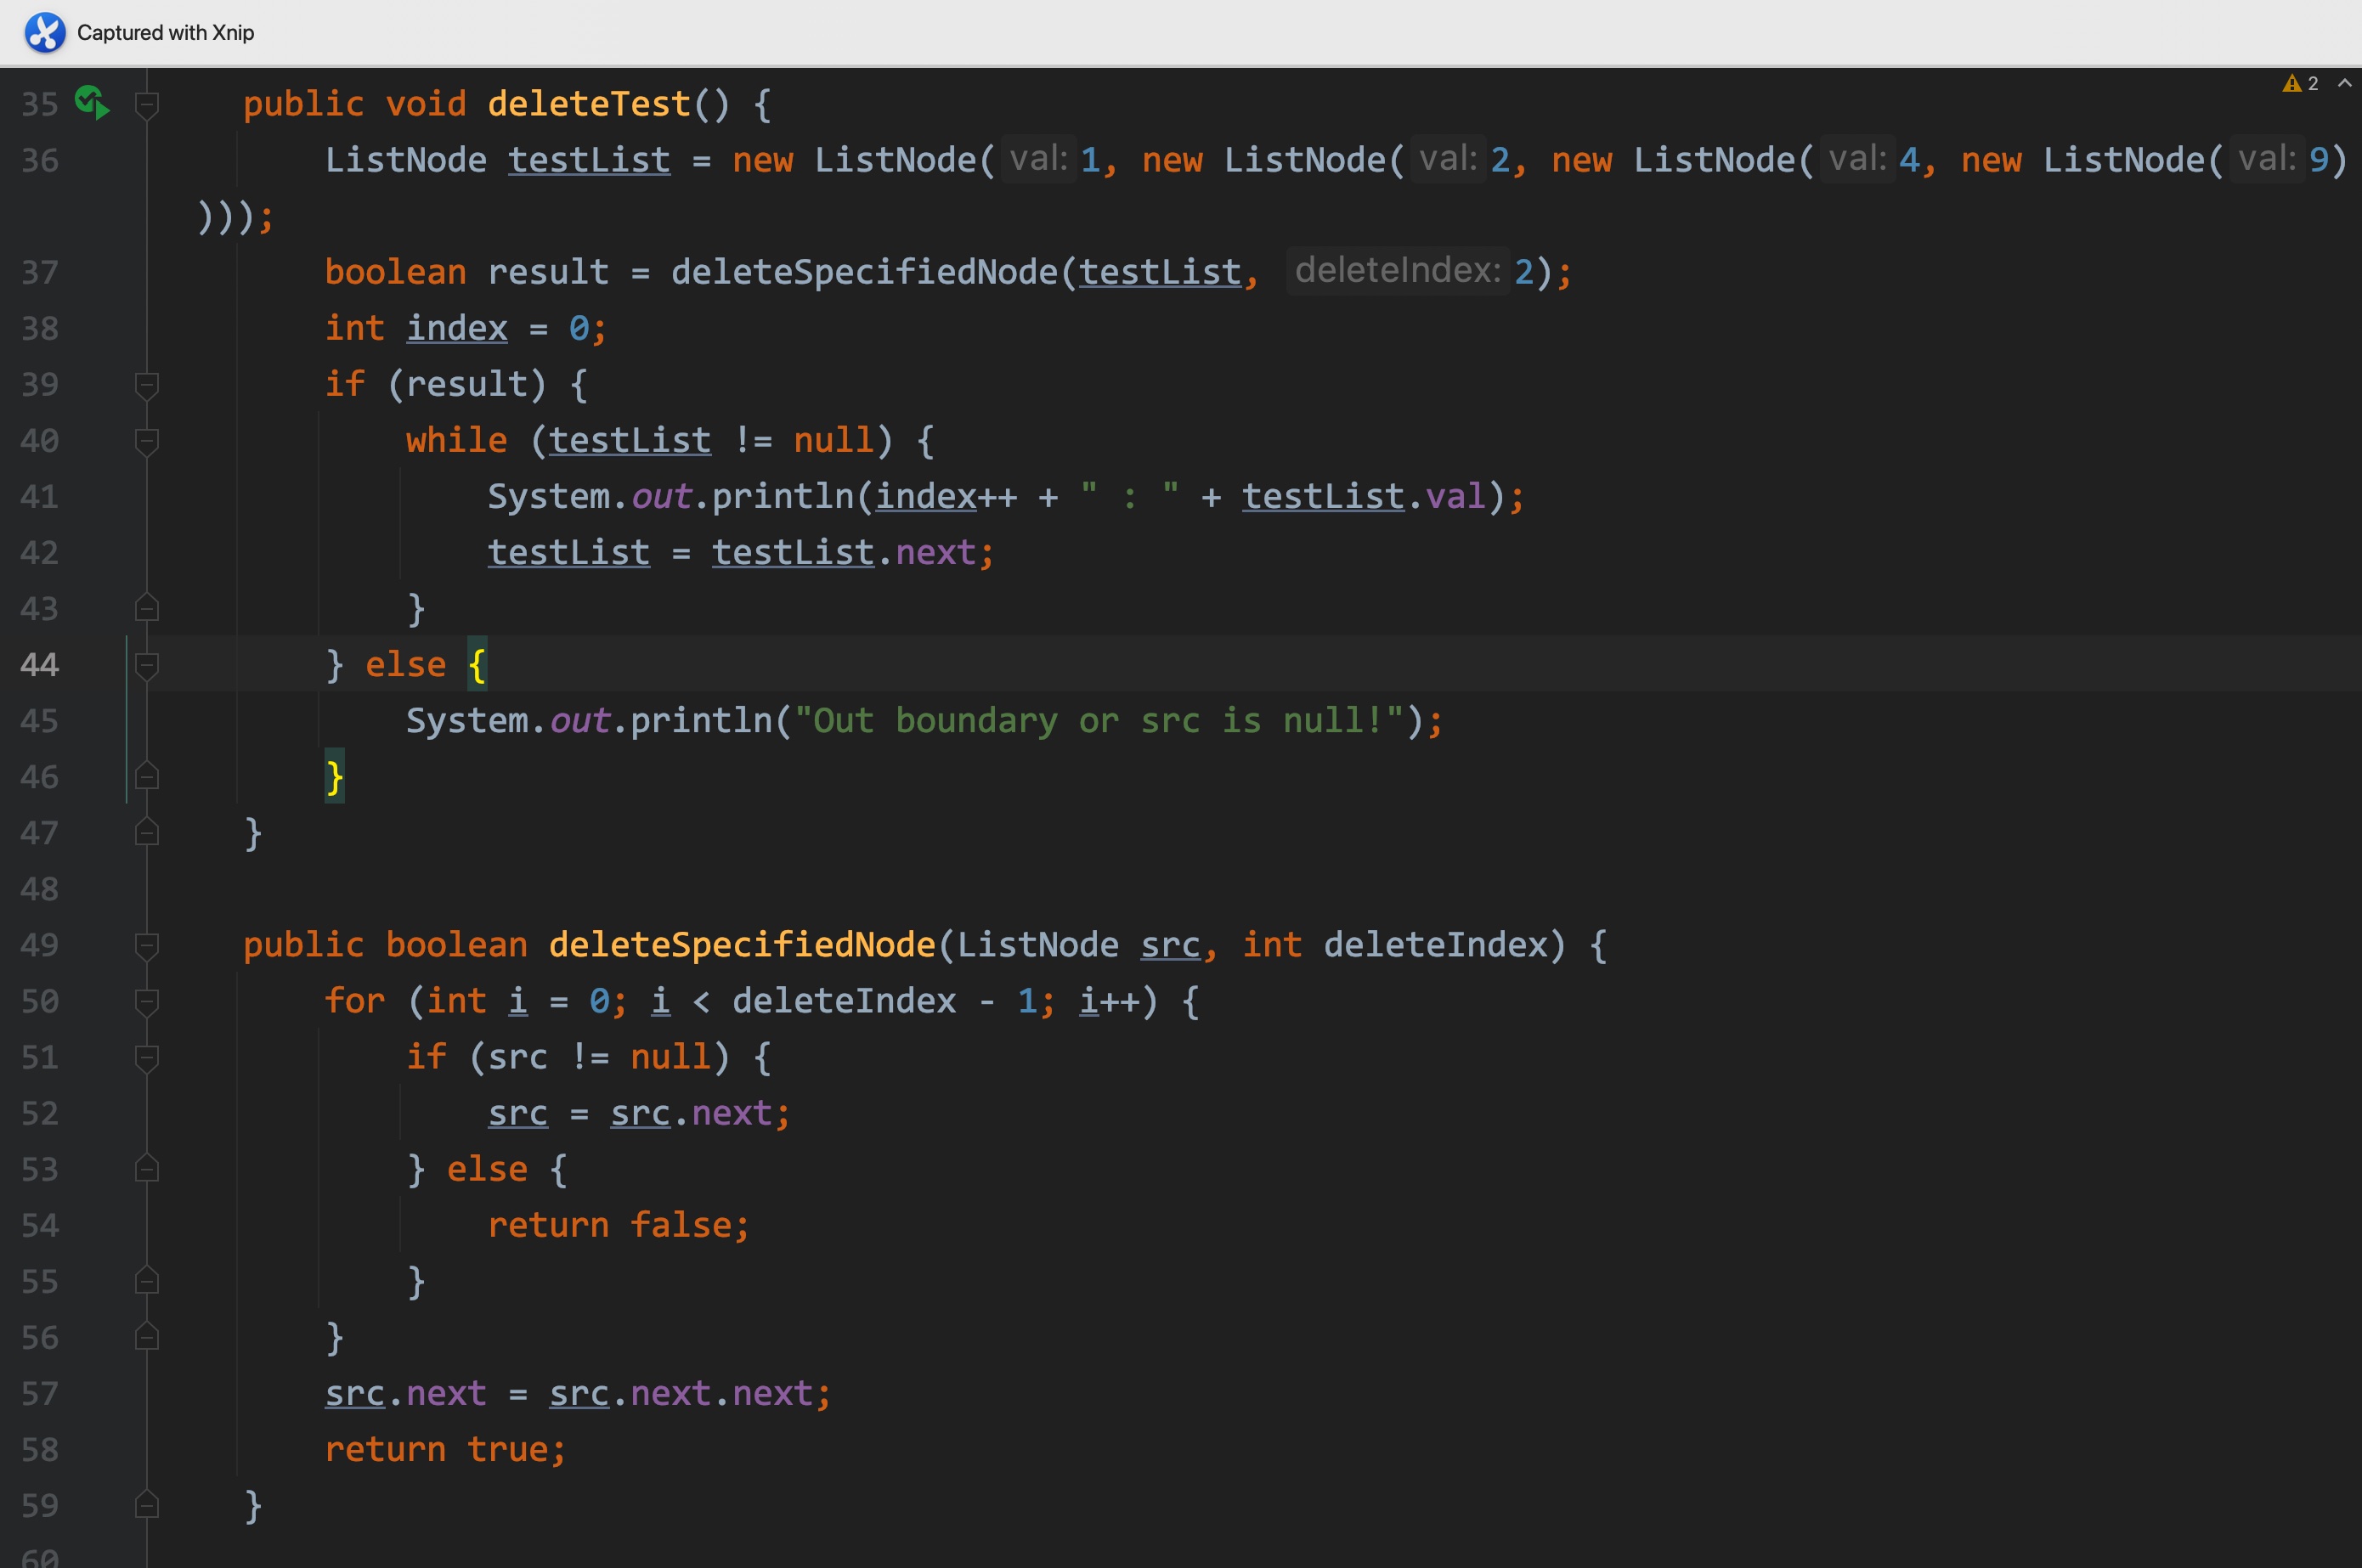 Captured with Xnip
2
35 public void deleteTest() {
36 ListNode testList = new ListNode( val: 1, new ListNode( val: 2, new ListNode( val: 4, new ListNode( val: 9)
)));
37 boolean result = deleteSpecifiedNode(testList, deleteIndex: 2);
38 int index = 0;
39 if (result) {
40 while (testList != null) {
41 System.out.println(index++ + " : " + testList.val);
42 testList = testList.next;
43 }
44 } else {
45 System.out.println("Out boundary or src is null!");
46 }
47 }
48
49 public boolean deleteSpecifiedNode(ListNode src, int deleteIndex) {
50 for (int i = 0; i < deleteIndex - 1; i++) {
51 if (src != null) {
52 src = src.next;
53 } else {
54 return false;
55 }
56 }
57 src.next = src.next.next;
58 return true;
59 }
60